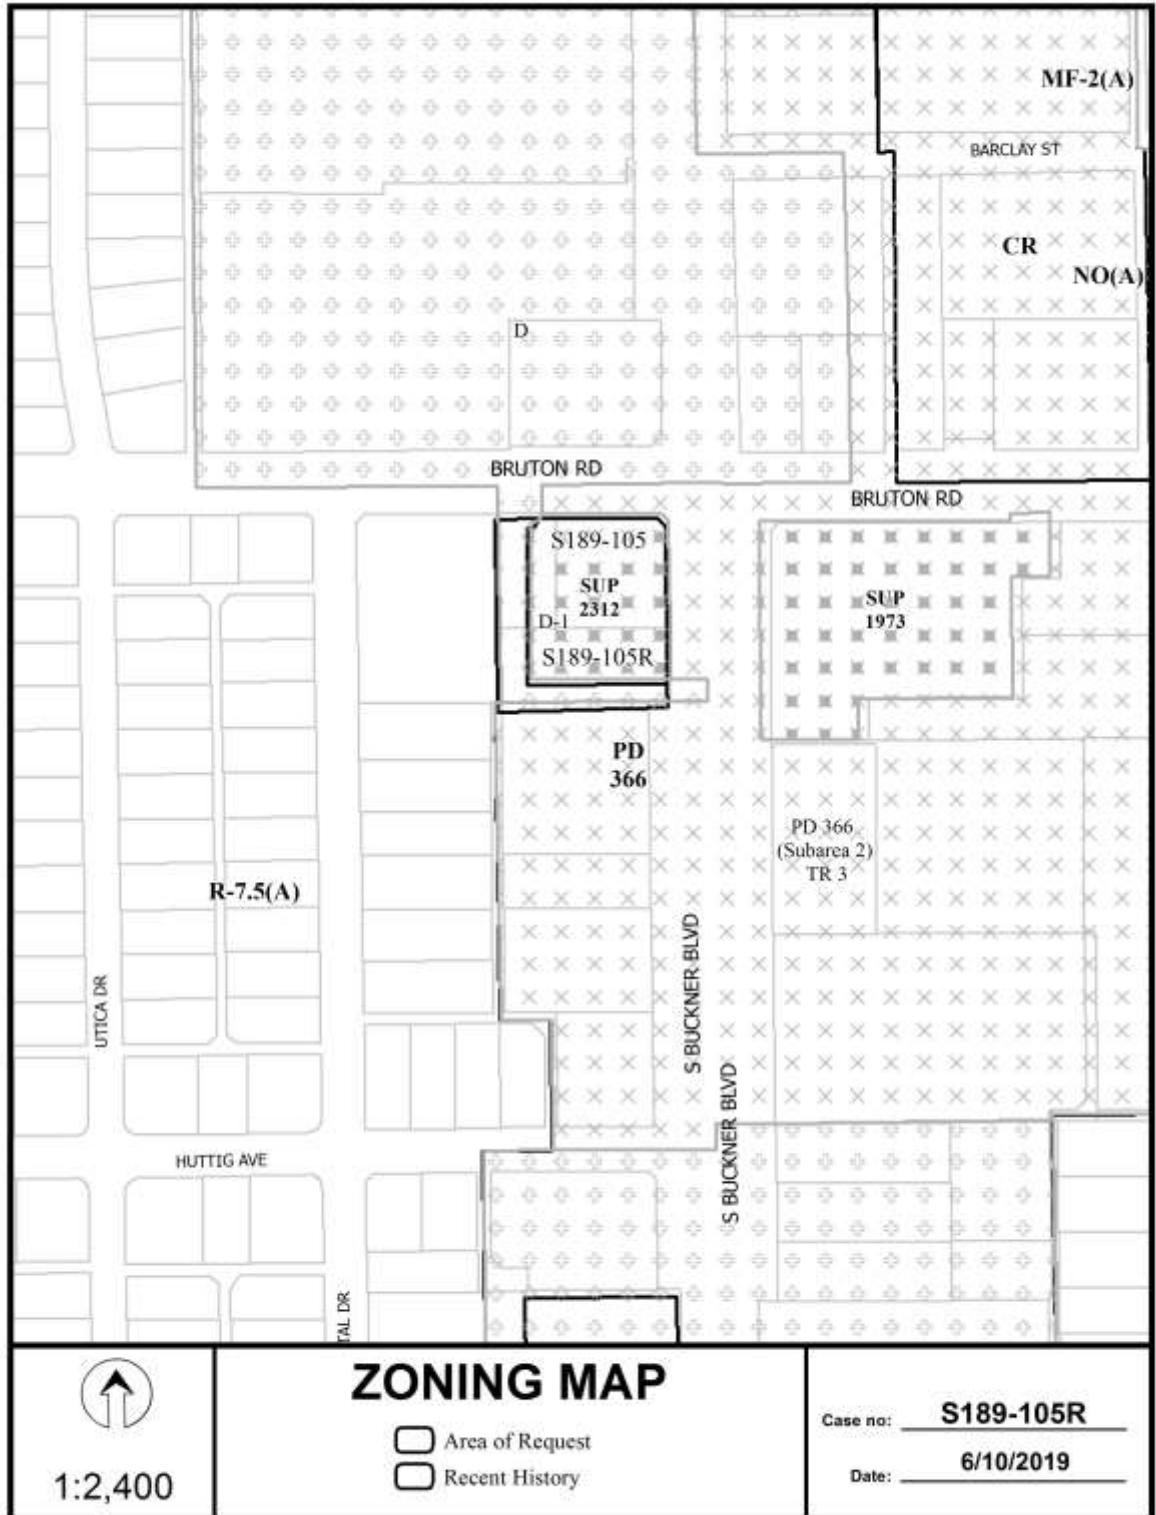 MF-2(A)
BARCLAY ST
CR
NO(A)
D
BRUTON RD
BRUTON RD
S189-105
SUP
2312
D-1
S189-105R
SUP
1973
PD
366
PD 366
(Subarea 2)
TR 3
R-7.5(A)
S BUCKNER BLVD
UTICA DR
S BUCKNER BLVD
HUTTIG AVE
TAL DR
1:2,400
ZONING MAP
Area of Request
Recent History
Case no: S189-105R
Date: 6/10/2019